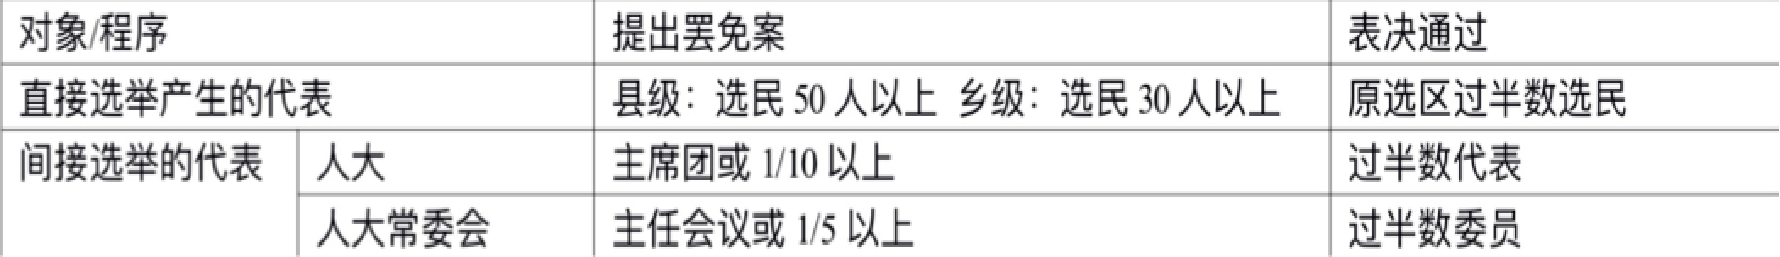 对象/程序 提出罢免案 表决通过
直接选举产生的代表 县级：选民 50 人以上 乡级：选民 30 人以上 原选区过半数选民
间接选举的代表 人大 主席团或 1/10 以上 过半数代表
人大常委会 主任会议或 1/5 以上 过半数委员